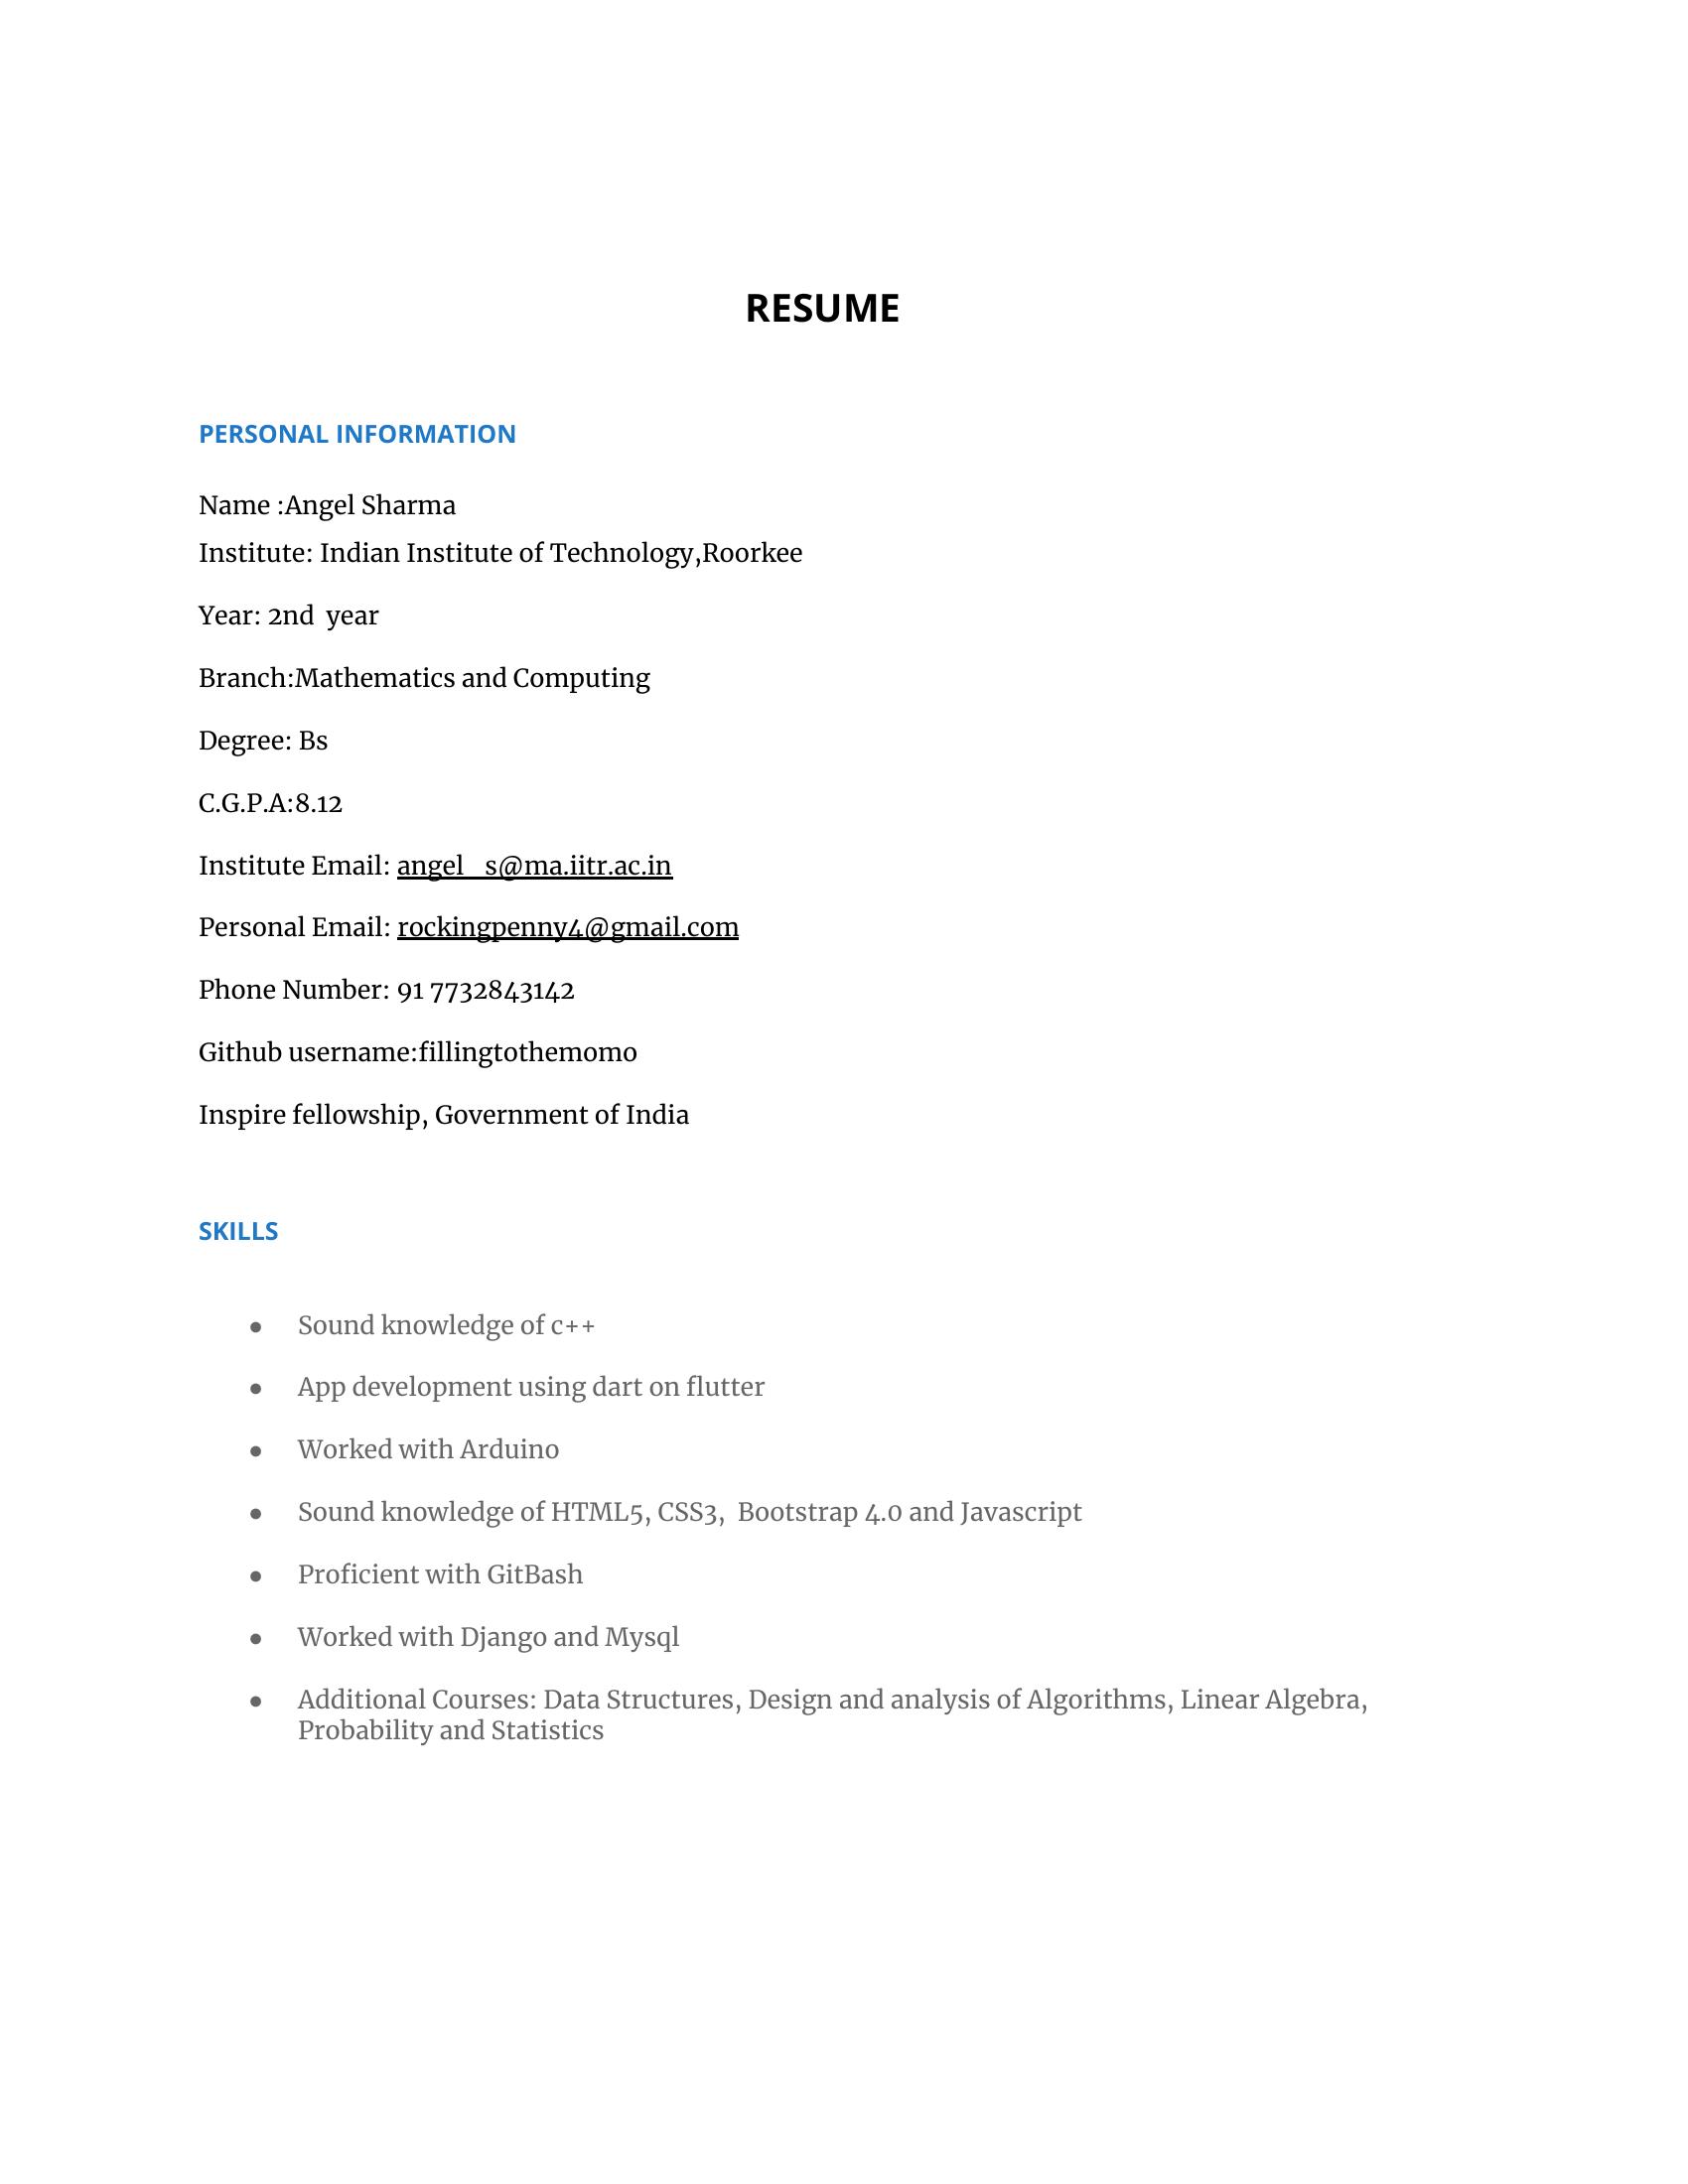 RESUME
PERSONAL INFORMATION
Name :Angel Sharma
Institute: Indian Institute of Technology,Roorkee
Year: 2nd  year
Branch:Mathematics and Computing
Degree: Bs
C.G.P.A:8.12
Institute Email: angel_s@ma.iitr.ac.in
Personal Email: rockingpenny4@gmail.com
Phone Number: 91 7732843142
Github username:fillingtothemomo
Inspire fellowship, Government of India
SKILLS
● Sound knowledge of c++
● App development using dart on flutter
● Worked with Arduino
● Sound knowledge of HTML5, CSS3,  Bootstrap 4.0 and Javascript
● Proficient with GitBash
● Worked with Django and Mysql
● Additional Courses: Data Structures, Design and analysis of Algorithms, Linear Algebra,
Probability and Statistics